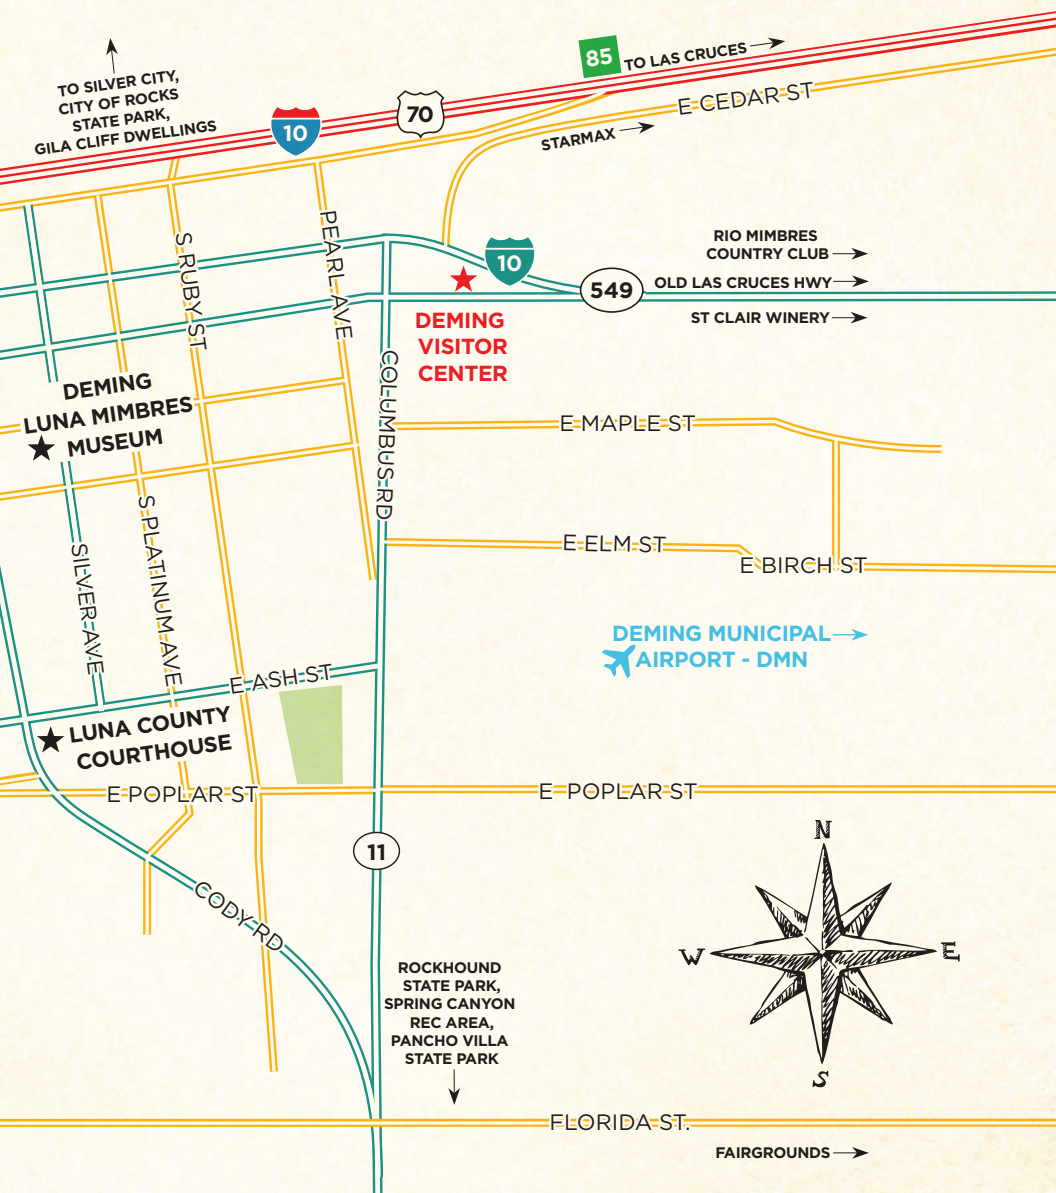 TO SILVER CITY,
CITY OF ROCKS
STATE PARK,
GILA CLIFF DWELLINGS
10
70
85
TO LAS CRUCES
E CEDAR ST
STARMAX
S RUBY ST
PEARL AVE
10
549
RIO MIMBRES
COUNTRY CLUB
OLD LAS CRUCES HWY
ST CLAIR WINERY
DEMING
VISITOR
CENTER
DEMING
LUNA MIMBRES
MUSEUM
COLUMBUS RD
E MAPLE ST
S PLATINUM AVE
SILVER AVE
E ELM ST
E BIRCH ST
DEMING MUNICIPAL
AIRPORT - DMN
E ASH ST
LUNA COUNTY
COURTHOUSE
E POPLAR ST
E POPLAR ST
11
CODY RD
N
W
E
S
ROCKHOUND
STATE PARK,
SPRING CANYON
REC AREA,
PANCHO VILLA
STATE PARK
FLORIDA ST.
FAIRGROUNDS